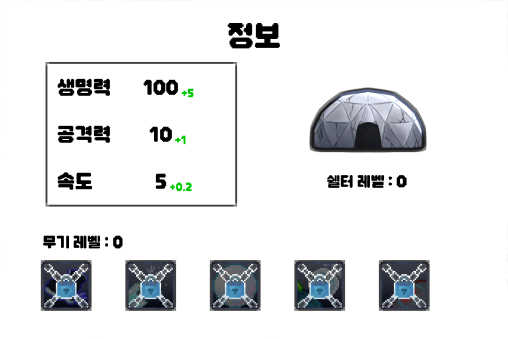 정보
생명력 100 +5
공격력 10 +1
속도 5 +0.2
쉘터 레벨 : 0
무기 레벨 : 0